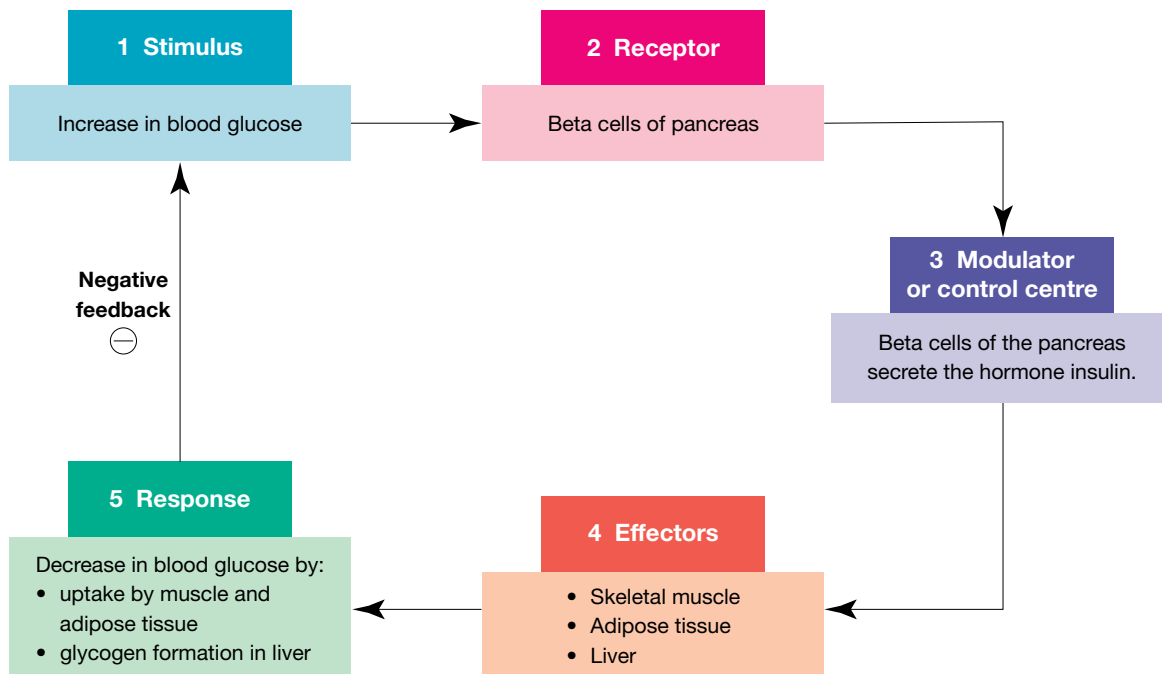 1 Stimulus
Increase in blood glucose
2 Receptor
Beta cells of pancreas
3 Modulator
or control centre
Beta cells of the pancreas
secrete the hormone insulin.
4 Effectors
• Skeletal muscle
• Adipose tissue
• Liver
5 Response
Decrease in blood glucose by:
• uptake by muscle and
adipose tissue
• glycogen formation in liver
Negative
feedback
−